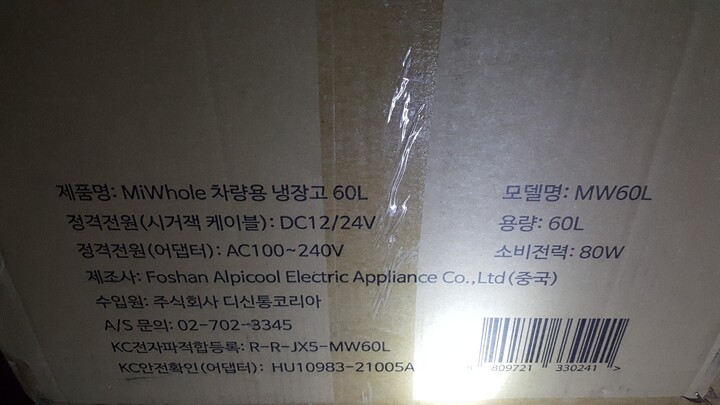 제품명: MiWhole 차량용 냉장고 60L 모델명: MW60L
정격전원(시거잭 케이블): DC12/24V 용량: 60L
정격전원(어댑터): AC100~240V 소비전력: 80W
제조사: Foshan Alpicool Electric Appliance Co.,Ltd(중국)
수입원: 주식회사 디신통코리아
A/S 문의: 02-702-3345
KC전자파적합등록: R-R-JX5-MW60L
KC안전확인(어댑터): HU10983-21005A
8 809721 330241 >